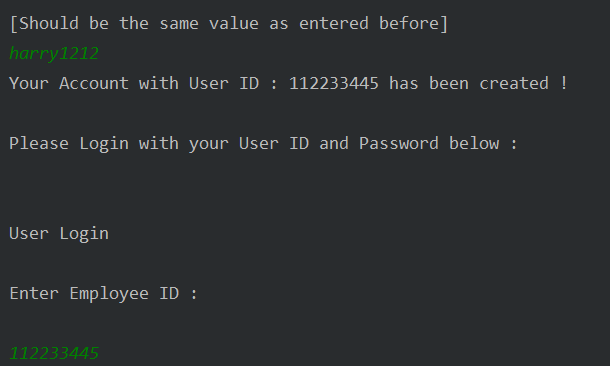 [Should be the same value as entered before]
harry1212
Your Account with User ID : 112233445 has been created !
Please Login with your User ID and Password below :
User Login
Enter Employee ID :
112233445